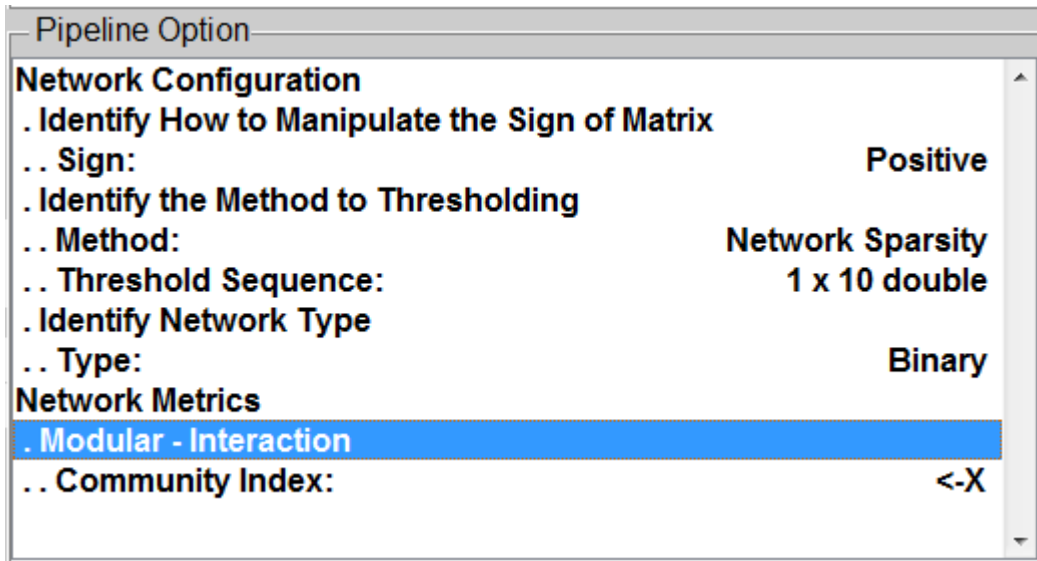 Pipeline Option
Network Configuration
. Identify How to Manipulate the Sign of Matrix
. . Sign: Positive
. Identify the Method to Thresholding
. . Method: Network Sparsity
. . Threshold Sequence: 1 x 10 double
. Identify Network Type
. . Type: Binary
Network Metrics
. Modular - Interaction
. . Community Index: <-X